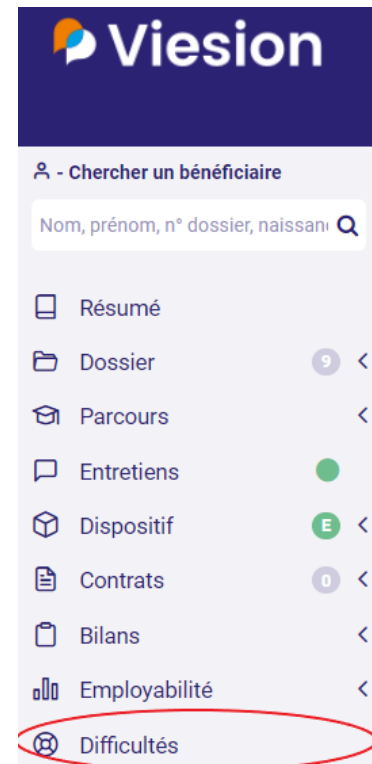 Viesion
- Chercher un bénéficiaire
Nom, prénom, n° dossier, naissan
Résumé
Dossier 9
Parcours
Entretiens
Dispositif E
Contrats 0
Bilans
Employabilité
Difficultés